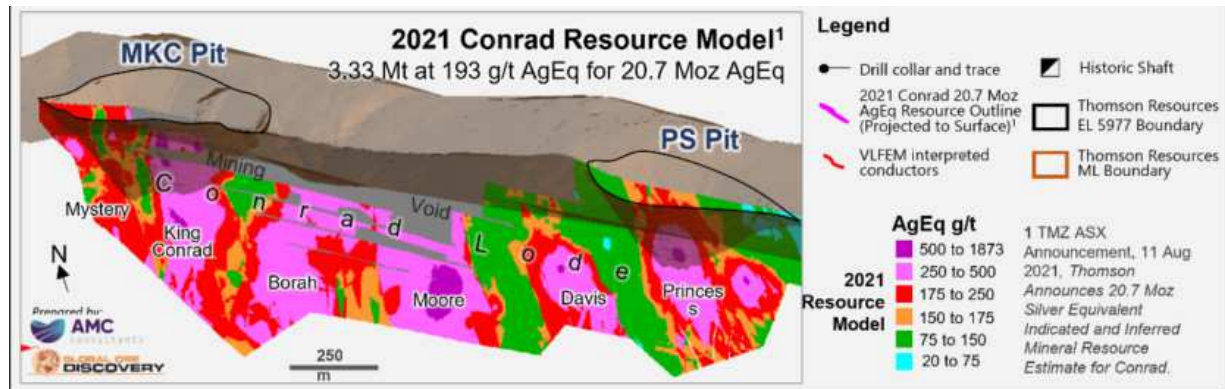 2021 Conrad Resource Model¹
3.33 Mt at 193 g/t AgEq for 20.7 Moz AgEq
MKC Pit
PS Pit
Mining
Void
Conrad Lode
Mystery
King
Conrad
Borah
Moore
Davis
Princes
s
N
Prepared by:
AMC
consultants
GLOBAL ORE
DISCOVERY
250
m
Legend
Drill collar and trace
2021 Conrad 20.7 Moz
AgEq Resource Outline
(Projected to Surface)¹
VLFEM interpreted
conductors
Historic Shaft
Thomson Resources
EL 5977 Boundary
Thomson Resources
ML Boundary
2021
Resource
Model
AgEq g/t
500 to 1873
250 to 500
175 to 250
150 to 175
75 to 150
20 to 75
1 TMZ ASX
Announcement, 11 Aug
2021, Thomson
Announces 20.7 Moz
Silver Equivalent
Indicated and Inferred
Mineral Resource
Estimate for Conrad.